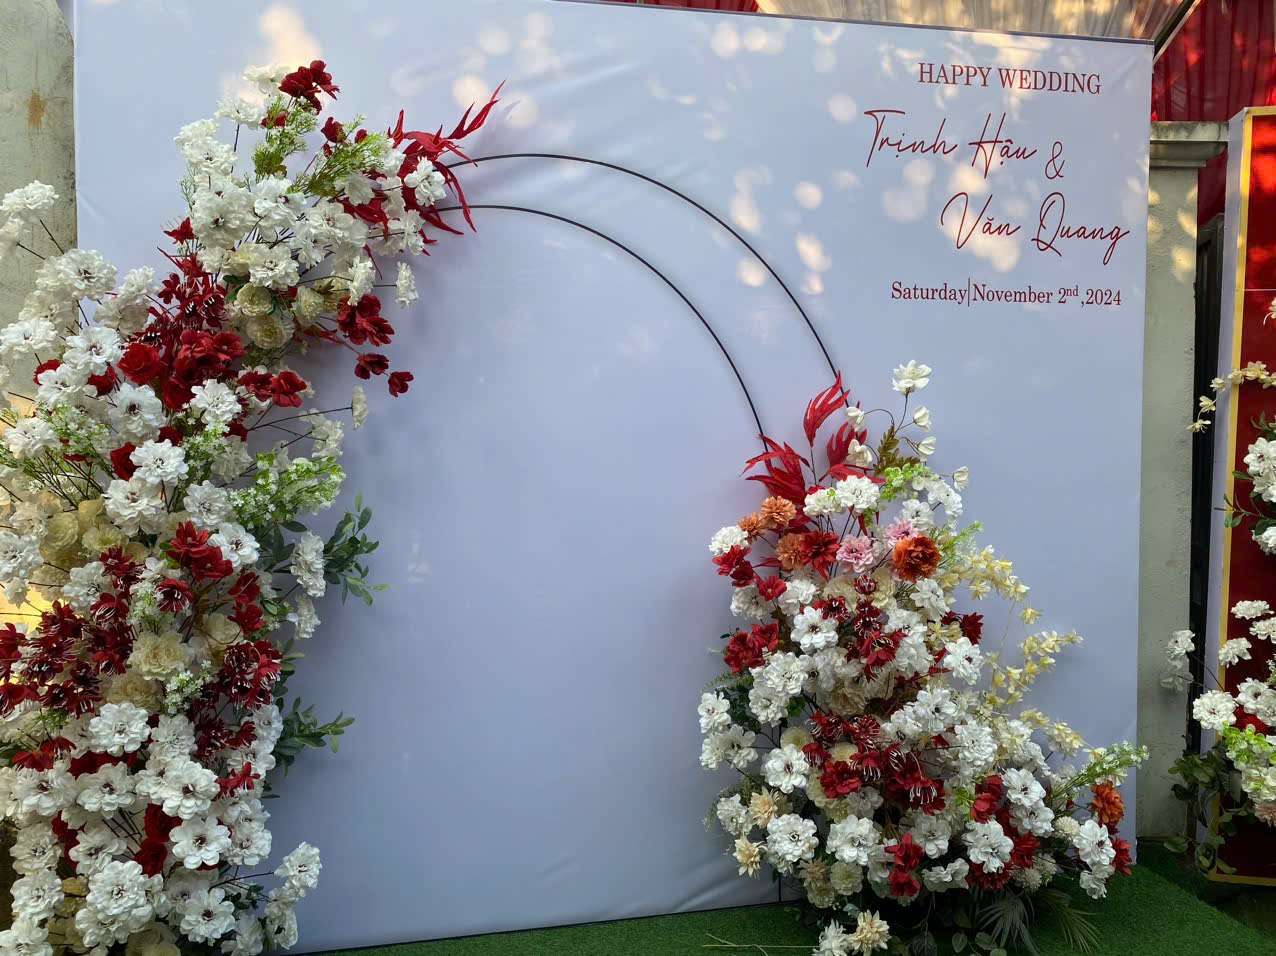 HAPPY WEDDING
Trịnh Hậu &
Văn Quang
Saturday|November 2nd ,2024